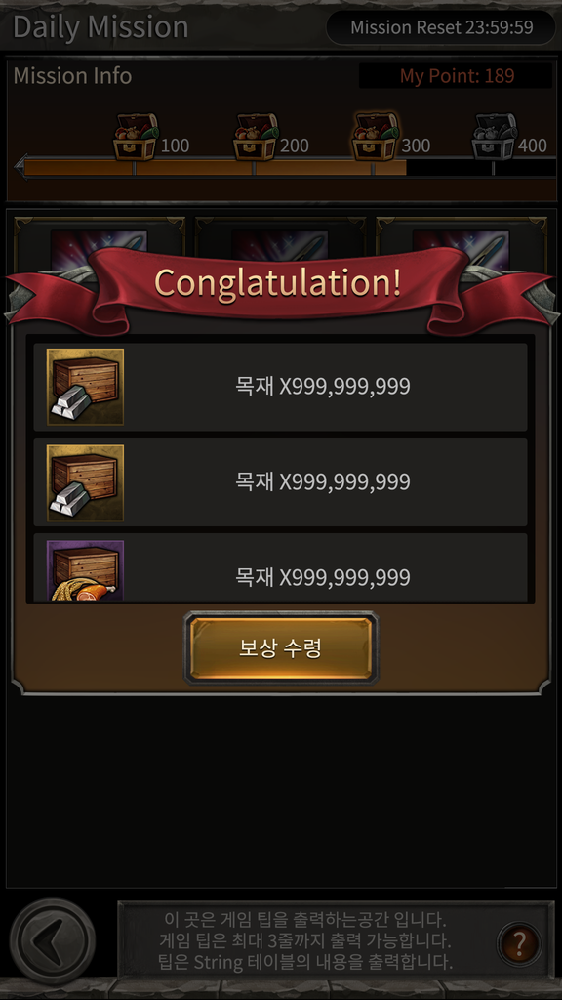 Daily Mission
Mission Reset 23:59:59
Mission Info
My Point: 189
100
200
300
400
Conglatulation!
목재 X999,999,999
목재 X999,999,999
목재 X999,999,999
보상 수령
이 곳은 게임 팁을 출력하는공간 입니다.
게임 팁은 최대 3줄까지 출력 가능합니다.
팁은 String 테이블의 내용을 출력합니다.
?